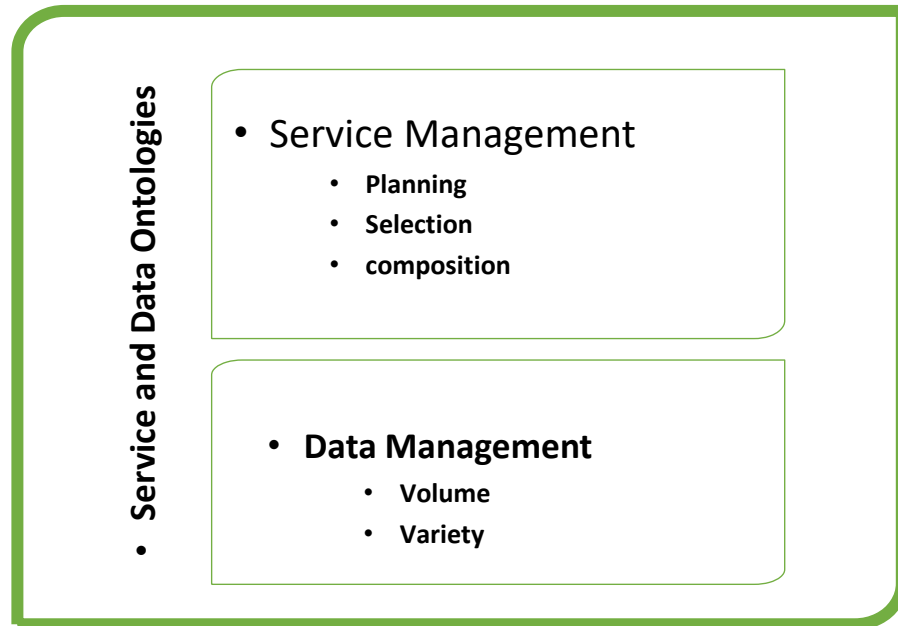 • Service and Data Ontologies
• Service Management
• Planning
• Selection
• composition
• Data Management
• Volume
• Variety